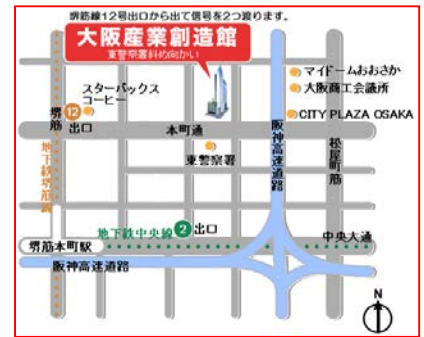 堺筋線12号出口から出て信号を2つ渡ります。
大阪産業創造館
東警察署斜め向かい
マイドームおおさか
大阪商工会議所
CITY PLAZA OSAKA
スターバックス
コーヒー
堺筋
12
出口
本町通
東警察署
阪神高速道路
松屋町筋
地下鉄堺筋線
地下鉄中央線
2
出口
堺筋本町駅
中央大通
阪神高速道路
N